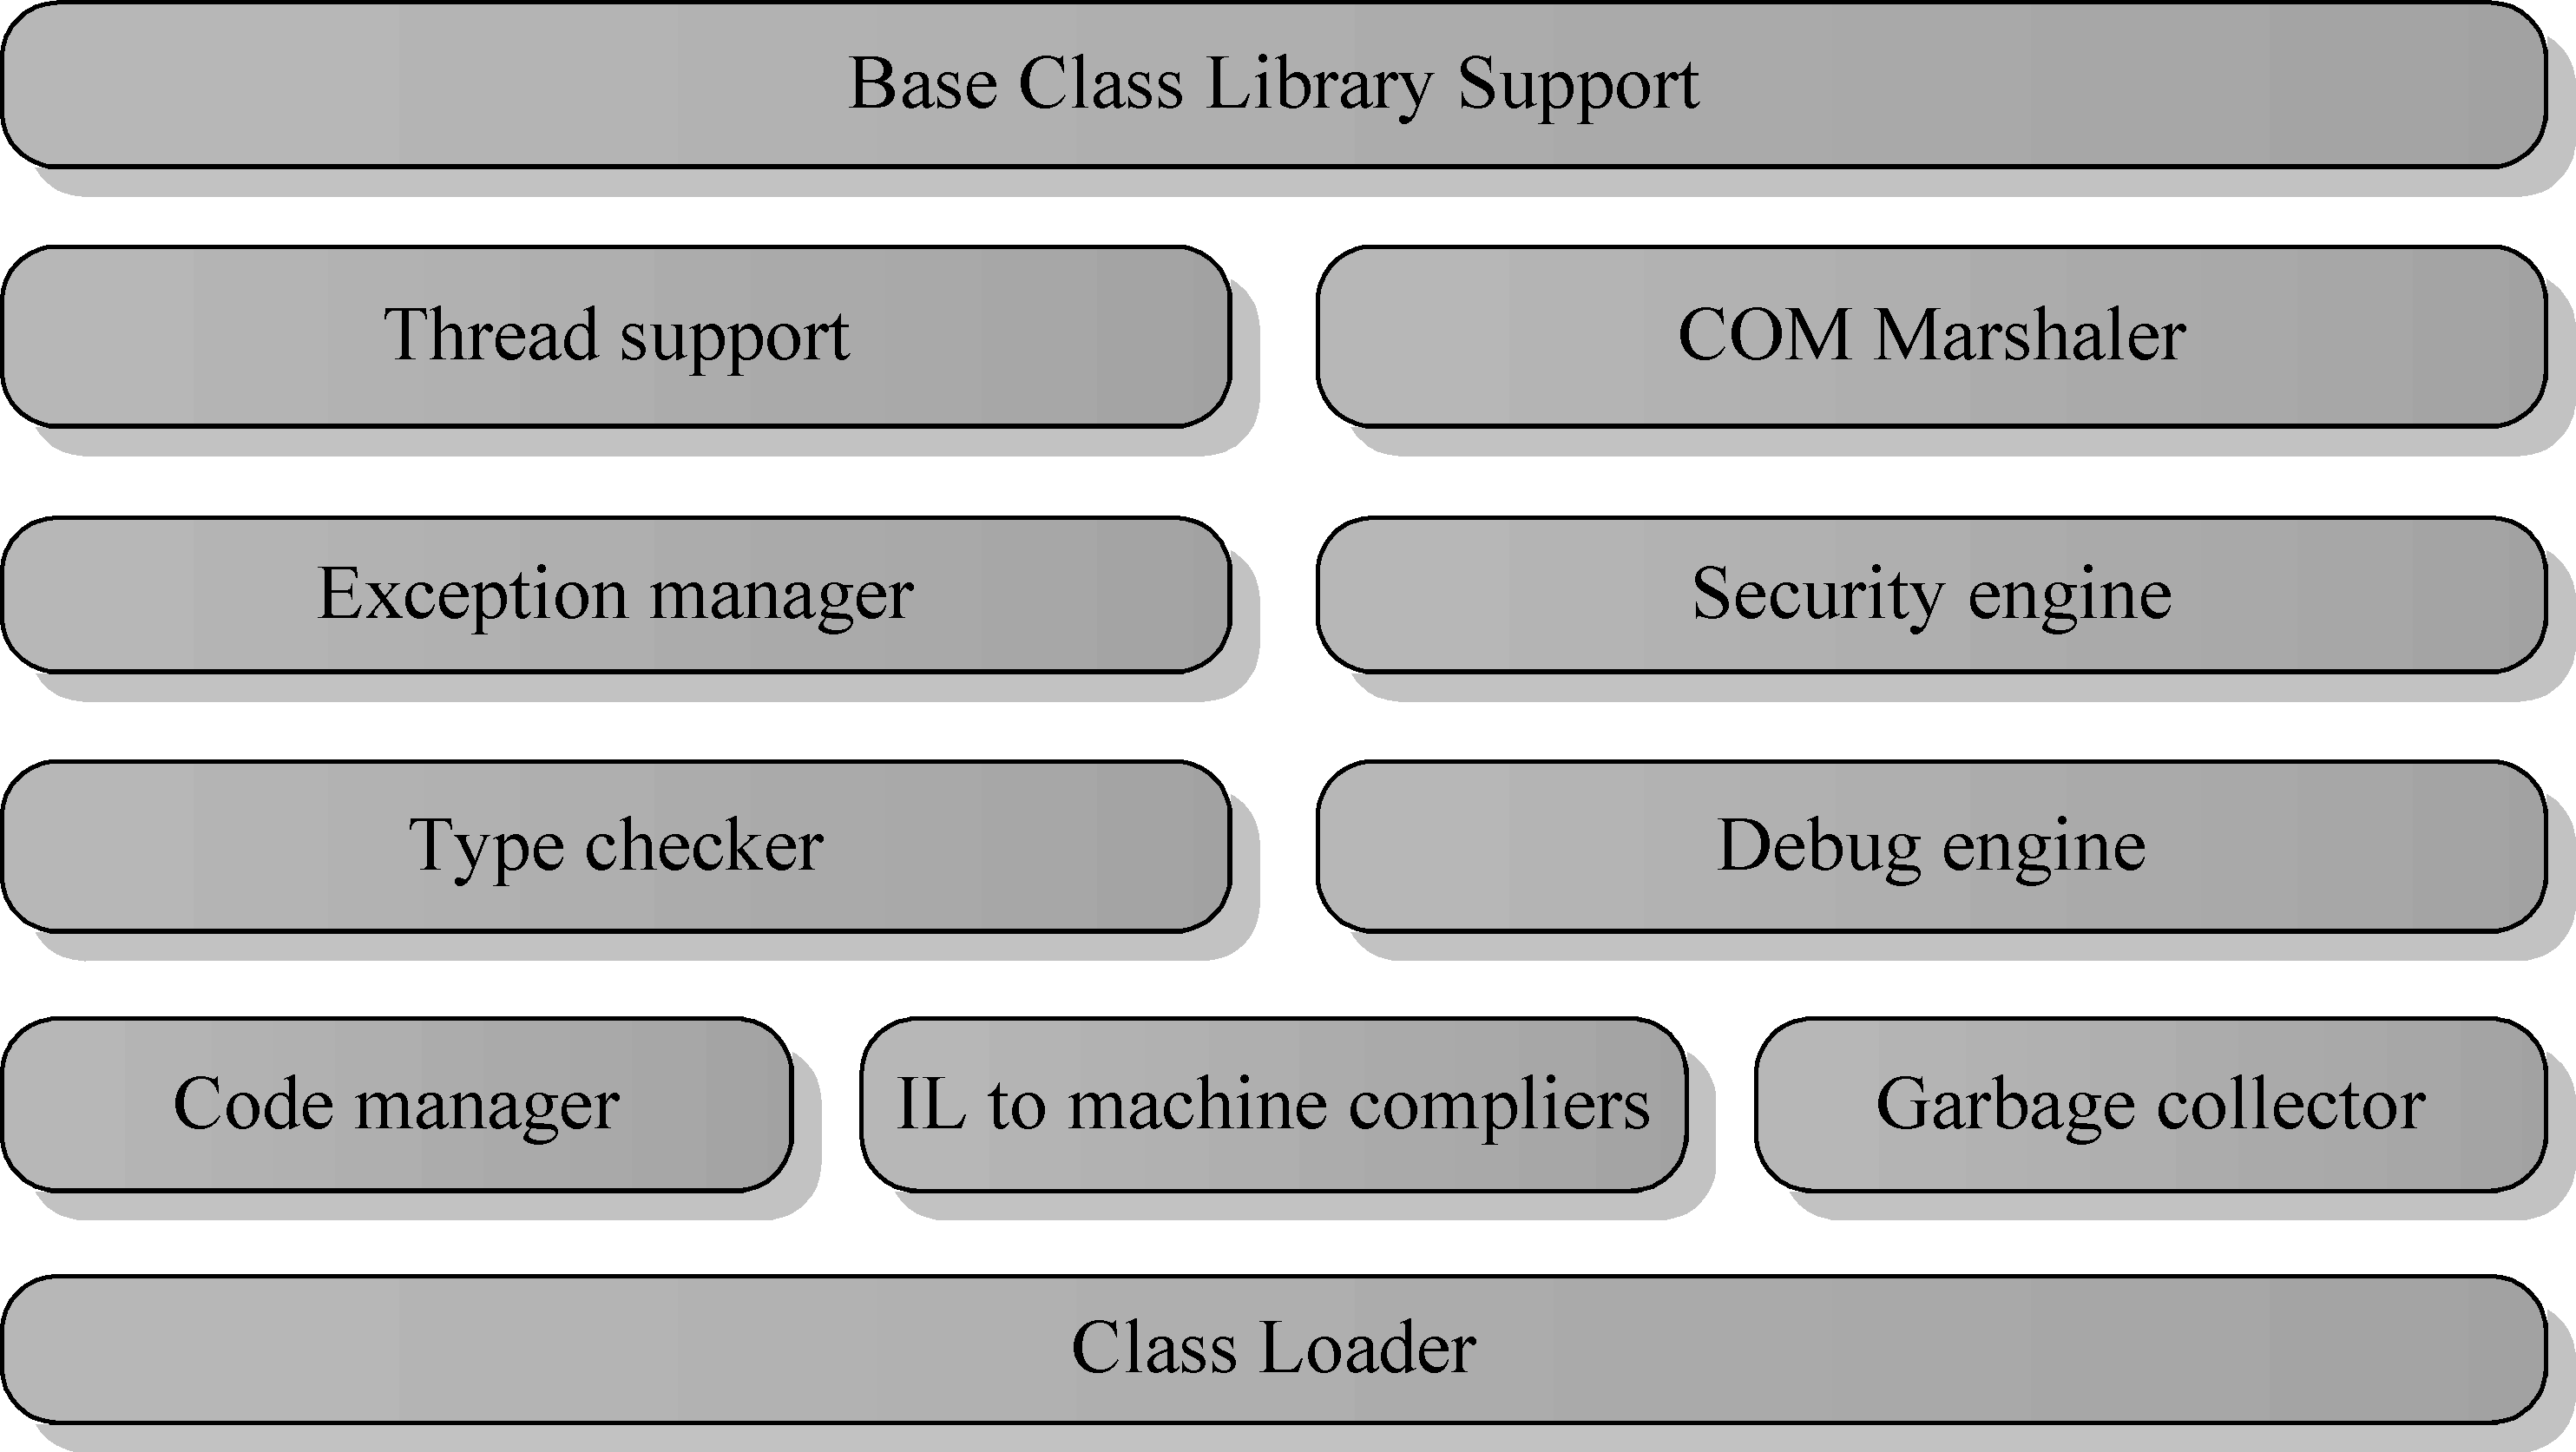 Base Class Library Support
Thread support
COM Marshaler
Exception manager
Security engine
Type checker
Debug engine
Code manager
IL to machine compliers
Garbage collector
Class Loader